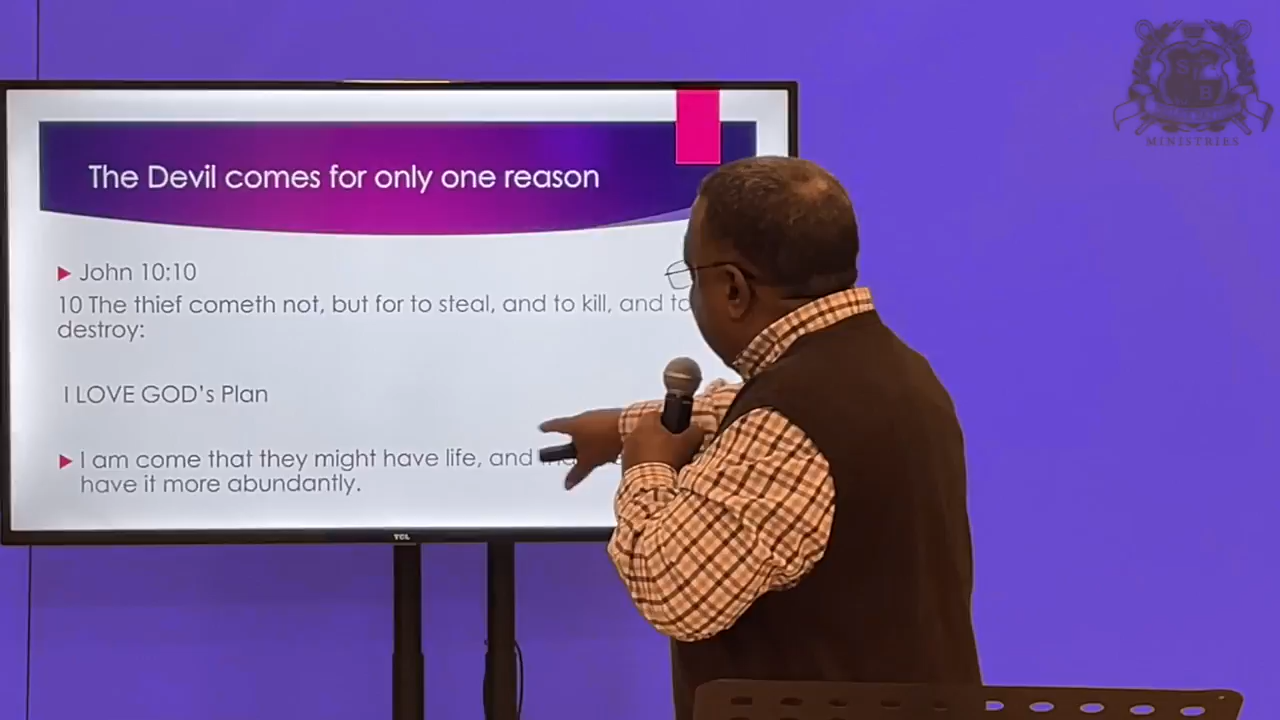 The Devil comes for only one reason
John 10:10
10 The thief cometh not, but for to steal, and to kill, and to
destroy:
I LOVE GOD's Plan
I am come that they might have life, and
have it more abundantly.
TCL
MINISTRIES